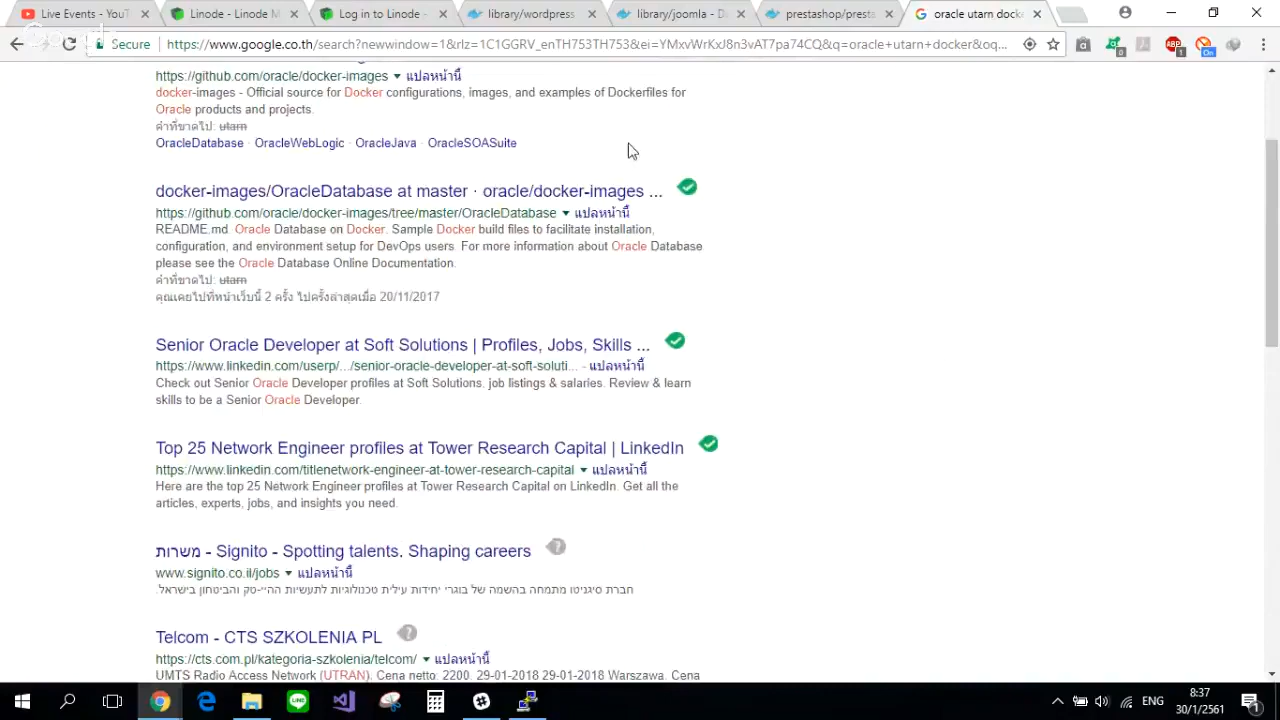 Live Events - YouT
Linode - Linode M
Log in to Linode -
library/wordpress
library/joomla - D
prestashop/presta
oracle utarn docke
Secure
https://www.google.co.th/search?newwindow=1&rlz=1C1GGRV_enTH753TH753&ei=YMxvWrKxJ8n3vAT7pa74CQ&q=oracle+utarn+docker&oq...
https://github.com/oracle/docker-images แปลหน้านี้
docker-images - Official source for Docker configurations, images, and examples of Dockerfiles for
Oracle products and projects.
คำที่ขาดไป: utarn
OracleDatabase · OracleWebLogic · OracleJava · OracleSOASuite
docker-images/OracleDatabase at master · oracle/docker-images ...
https://github.com/oracle/docker-images/tree/master/OracleDatabase แปลหน้านี้
README.md. Oracle Database on Docker. Sample Docker build files to facilitate installation,
configuration, and environment setup for DevOps users. For more information about Oracle Database
please see the Oracle Database Online Documentation.
คำที่ขาดไป: utarn
คุณเคยไปที่หน้าเว็บนี้ 2 ครั้ง ไปครั้งล่าสุดเมื่อ 20/11/2017
Senior Oracle Developer at Soft Solutions | Profiles, Jobs, Skills ...
https://www.linkedin.com/userp/.../senior-oracle-developer-at-soft-soluti... - แปลหน้านี้
Check out Senior Oracle Developer profiles at Soft Solutions, job listings & salaries. Review & learn
skills to be a Senior Oracle Developer.
Top 25 Network Engineer profiles at Tower Research Capital | LinkedIn
https://www.linkedin.com/titlenetwork-engineer-at-tower-research-capital แปลหน้านี้
Here are the top 25 Network Engineer profiles at Tower Research Capital on LinkedIn. Get all the
articles, experts, jobs, and insights you need.
משרות - Signito - Spotting talents. Shaping careers
www.signito.co.il/jobs แปลหน้านี้
חברת סיגניטו מתמחה בהשמה של בוגרי יחידות עילית טכנולוגיות לתעשיות ההיי-טק והביטחון בישראל.
Telcom - CTS SZKOLENIA PL
https://cts.com.pl/kategoria-szkolenia/telcom/ แปลหน้านี้
UMTS Radio Access Network (UTRAN). Cena netto: 2200. 29-01-2018 29-01-2018 Warszawa. Cena
ENG
8:37
30/1/2561